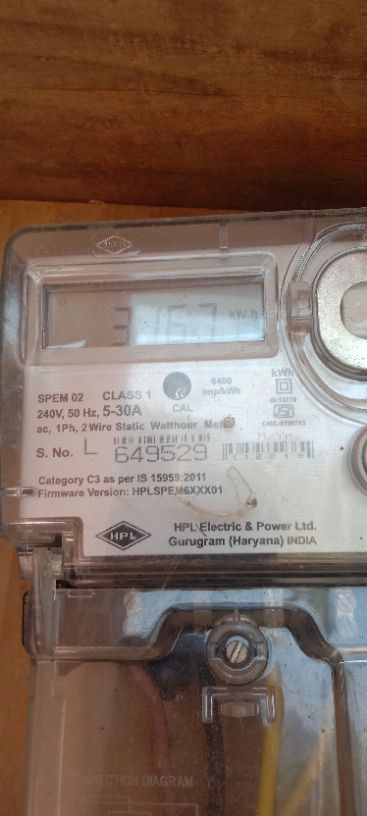 3167 kWh
SPEM 02 CLASS 1 6400 imp/kWh kWh
240V, 50 Hz, 5-30A CAL
ac, 1Ph, 2Wire Static Watthour Meter
S. No. L 649529
Category C3 as per IS 15959:2011
Firmware Version: HPLSPEM6XXX01
HPL HPL Electric & Power Ltd.
Gurugram (Haryana) INDIA
CONNECTION DIAGRAM